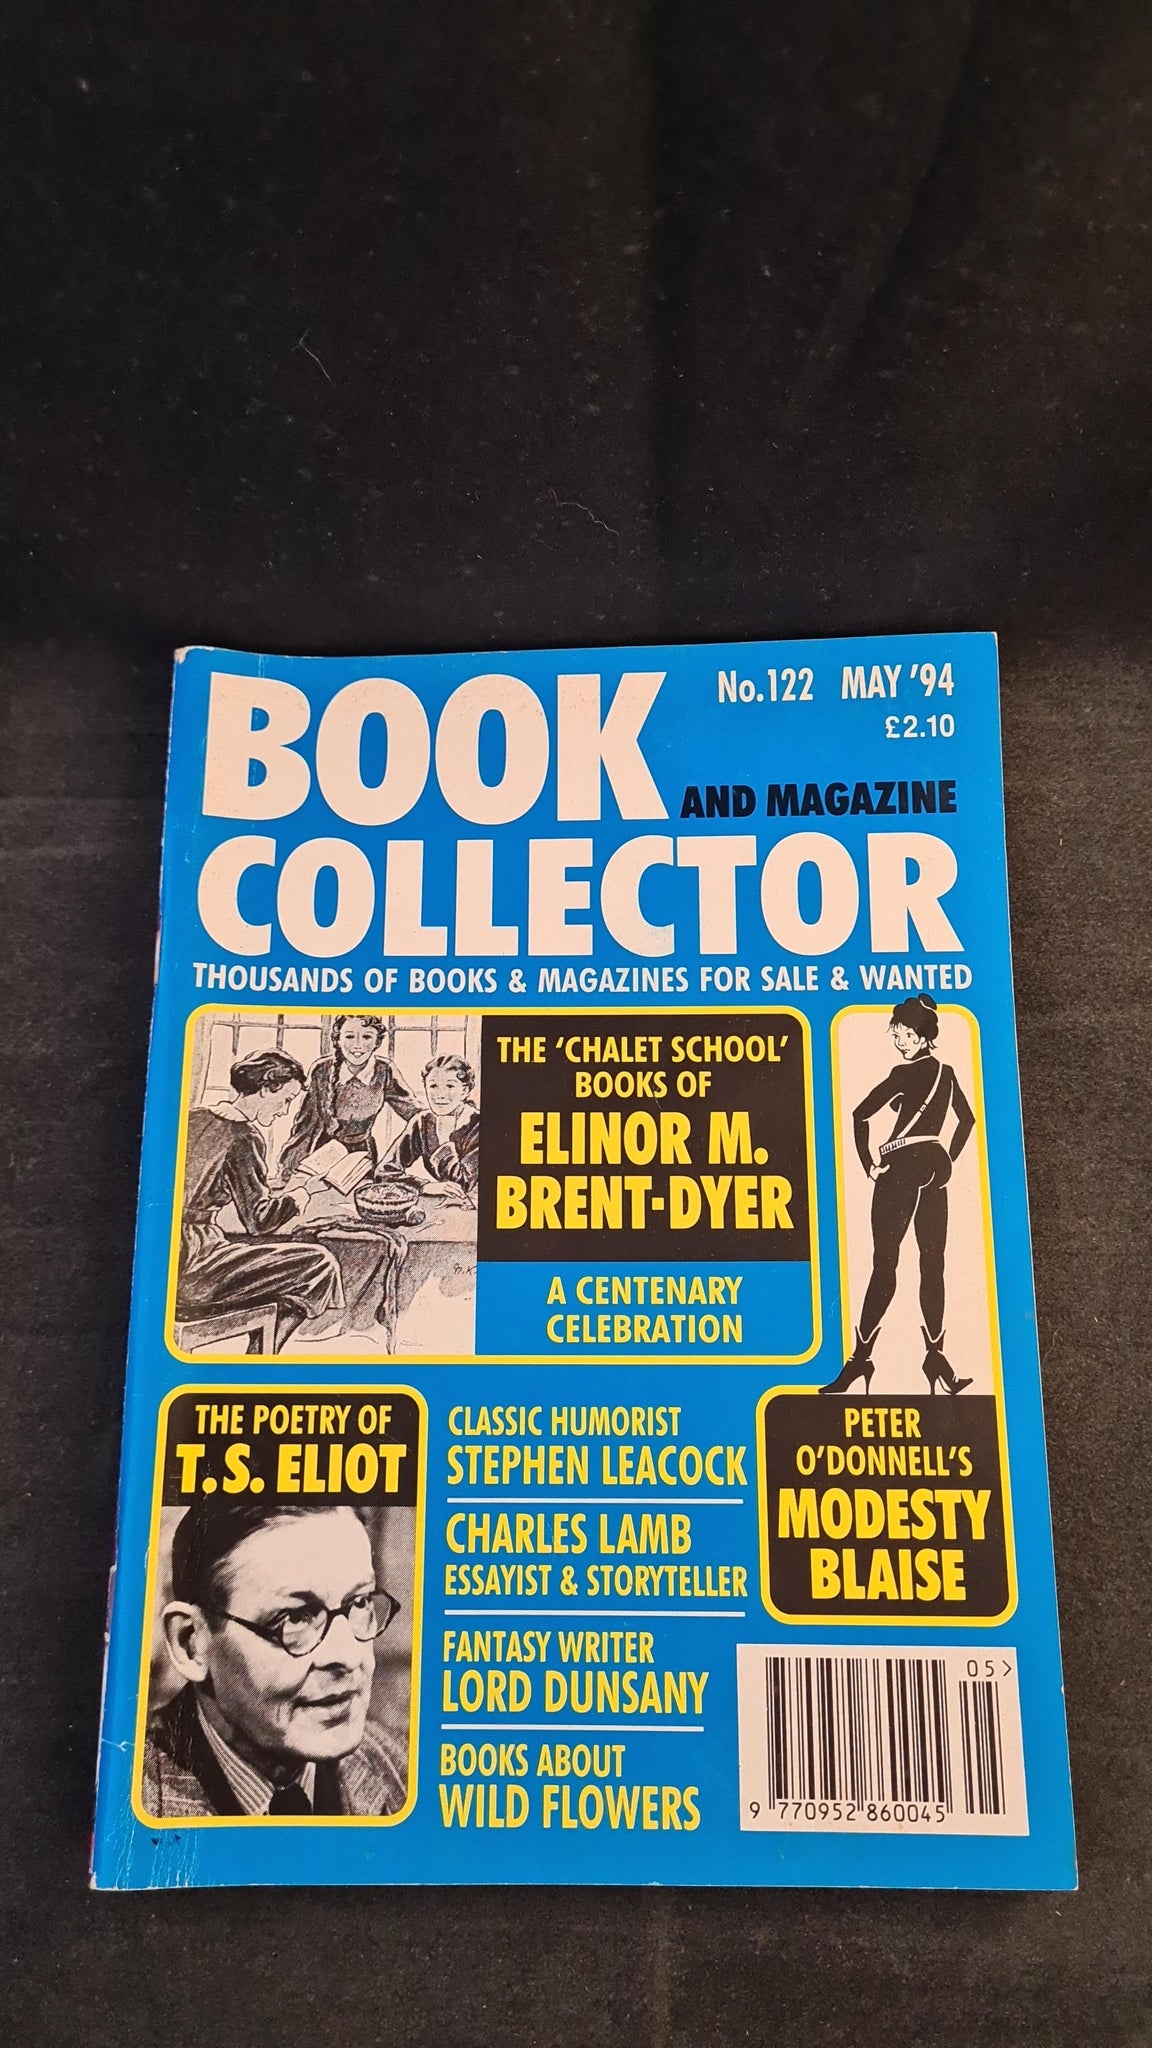 BOOK
No.122 MAY '94
£2.10
AND MAGAZINE
COLLECTOR
THOUSANDS OF BOOKS & MAGAZINES FOR SALE & WANTED
THE 'CHALET SCHOOL'
BOOKS OF
ELINOR M.
BRENT-DYER
A CENTENARY
CELEBRATION
THE POETRY OF
T.S. ELIOT
CLASSIC HUMORIST
STEPHEN LEACOCK
CHARLES LAMB
ESSAYIST & STORYTELLER
FANTASY WRITER
LORD DUNSANY
BOOKS ABOUT
WILD FLOWERS
PETER
O'DONNELL'S
MODESTY
BLAISE
05>
9 770952 860045